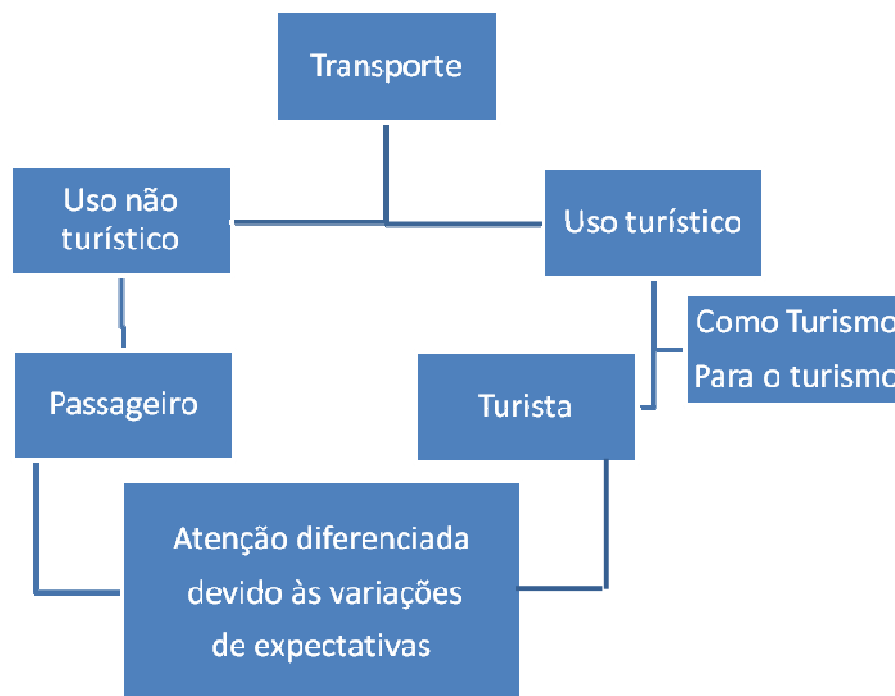 Transporte
Uso não
turístico
Uso turístico
Como Turismo
Para o turismo
Passageiro
Turista
Atenção diferenciada
devido às variações
de expectativas